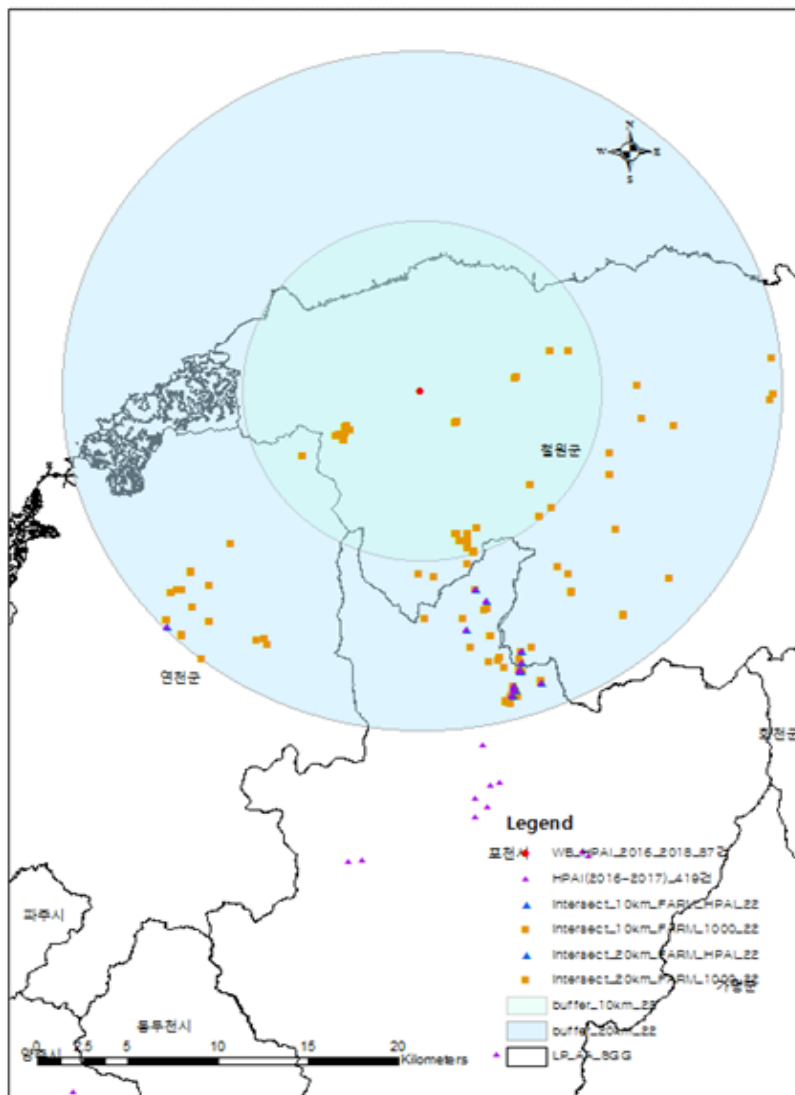 N
W
E
S
철원군
연천군
화천군
Legend
포천시
WB_HPAI_2016_2018_87건
HPAI(2016-2017)_419건
Intersect_10km_FARM_HPAI_22
Intersect_10km_FARM_1000_22
Intersect_20km_FARM_HPAI_22
Intersect_20km_FARM_1000_22
가평군
buffer_10km_22
buffer_20km_22
파주시
동두천시
0 2.5 5 10 15 20
Kilometers